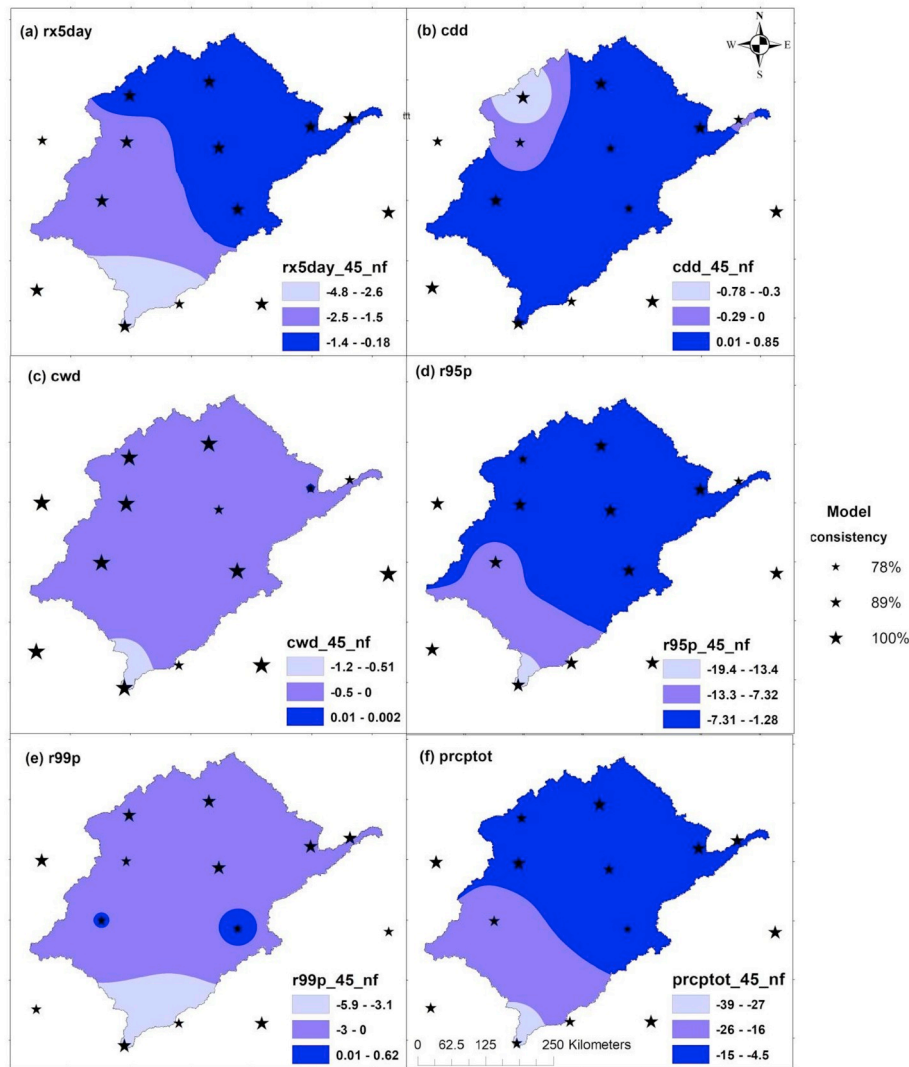 (a) rx5day
rx5day_45_nf
-4.8 - -2.6
-2.5 - -1.5
-1.4 - -0.18
(b) cdd
N
W
E
S
cdd_45_nf
-0.78 - -0.3
-0.29 - 0
0.01 - 0.85
(c) cwd
cwd_45_nf
-1.2 - -0.51
-0.5 - 0
0.01 - 0.002
(d) r95p
r95p_45_nf
-19.4 - -13.4
-13.3 - -7.32
-7.31 - -1.28
Model
consistency
78%
89%
100%
(e) r99p
r99p_45_nf
-5.9 - -3.1
-3 - 0
0.01 - 0.62
(f) prcptot
prcptot_45_nf
-39 - -27
-26 - -16
-15 - -4.5
0 62.5 125 250 Kilometers